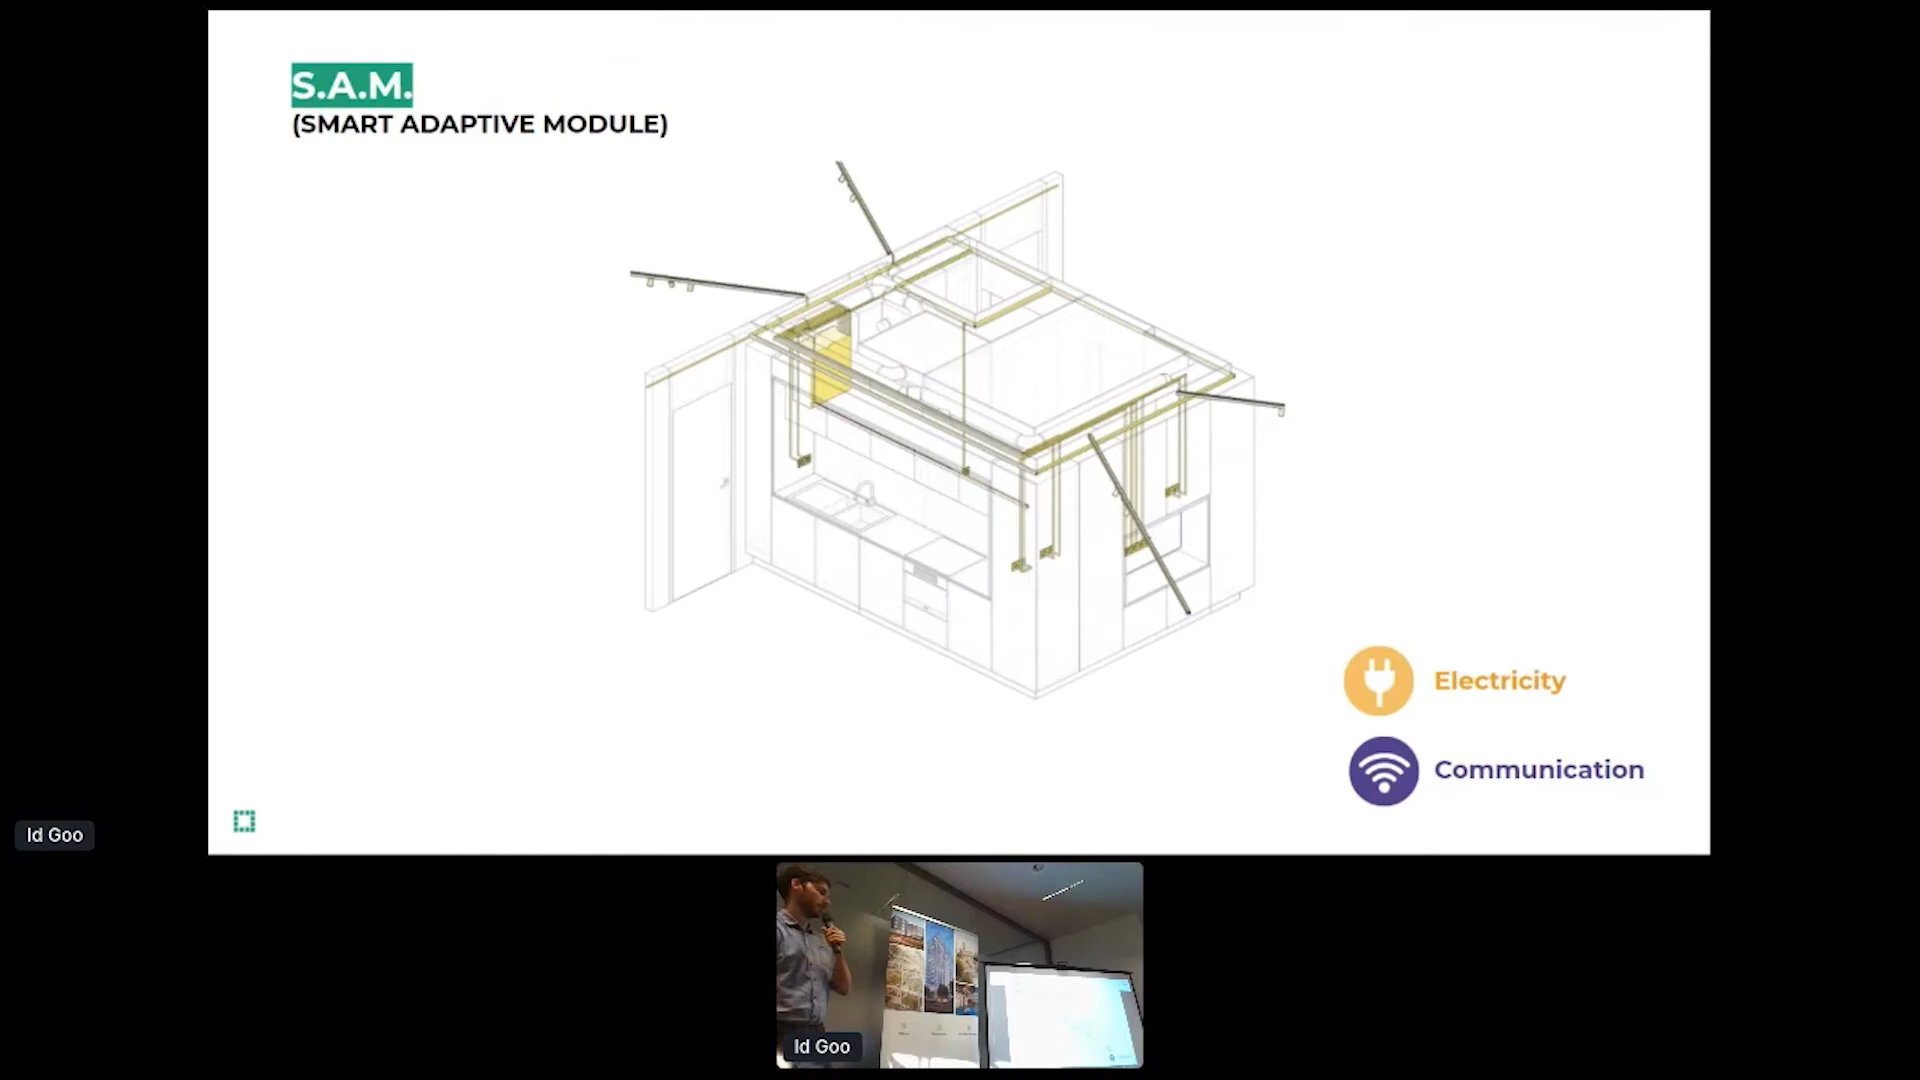 S.A.M.
(SMART ADAPTIVE MODULE)
Electricity
Communication
Id Goo
Id Goo